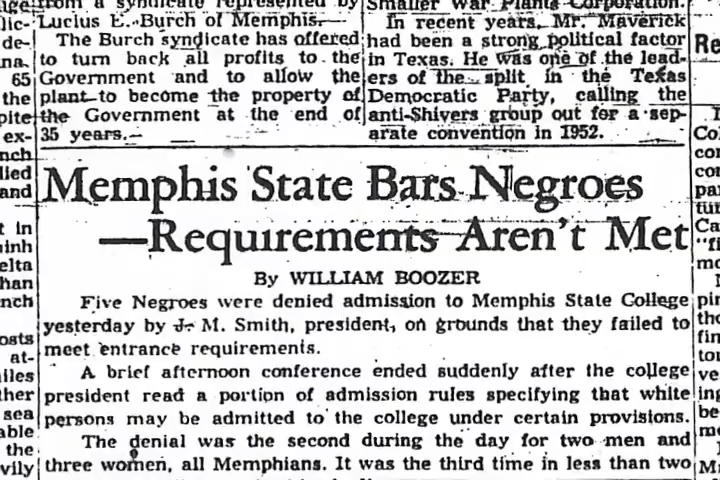 from a syndicate represented by
Lucius E. Burch of Memphis.—
The Burch syndicate has offered
to turn back all profits to the
Government and to allow the
plant to become the property of
the Government at the end of
35 years.—
Smaller War Plants Corporation.
In recent years, Mr. Maverick
had been a strong political factor
in Texas. He was one of the lead-
ers of the split in the Texas
Democratic Party, calling the
anti-Shivers group out for a sep-
arate convention in 1952.
Memphis State Bars Negroes
—Requirements Aren't Met
By WILLIAM BOOZER
Five Negroes were denied admission to Memphis State College
yesterday by J. M. Smith, president, on grounds that they failed to
meet entrance requirements.
A brief afternoon conference ended suddenly after the college
president read a portion of admission rules specifying that white
persons may be admitted to the college under certain provisions.
The denial was the second during the day for two men and
three women, all Memphians. It was the third time in less than two